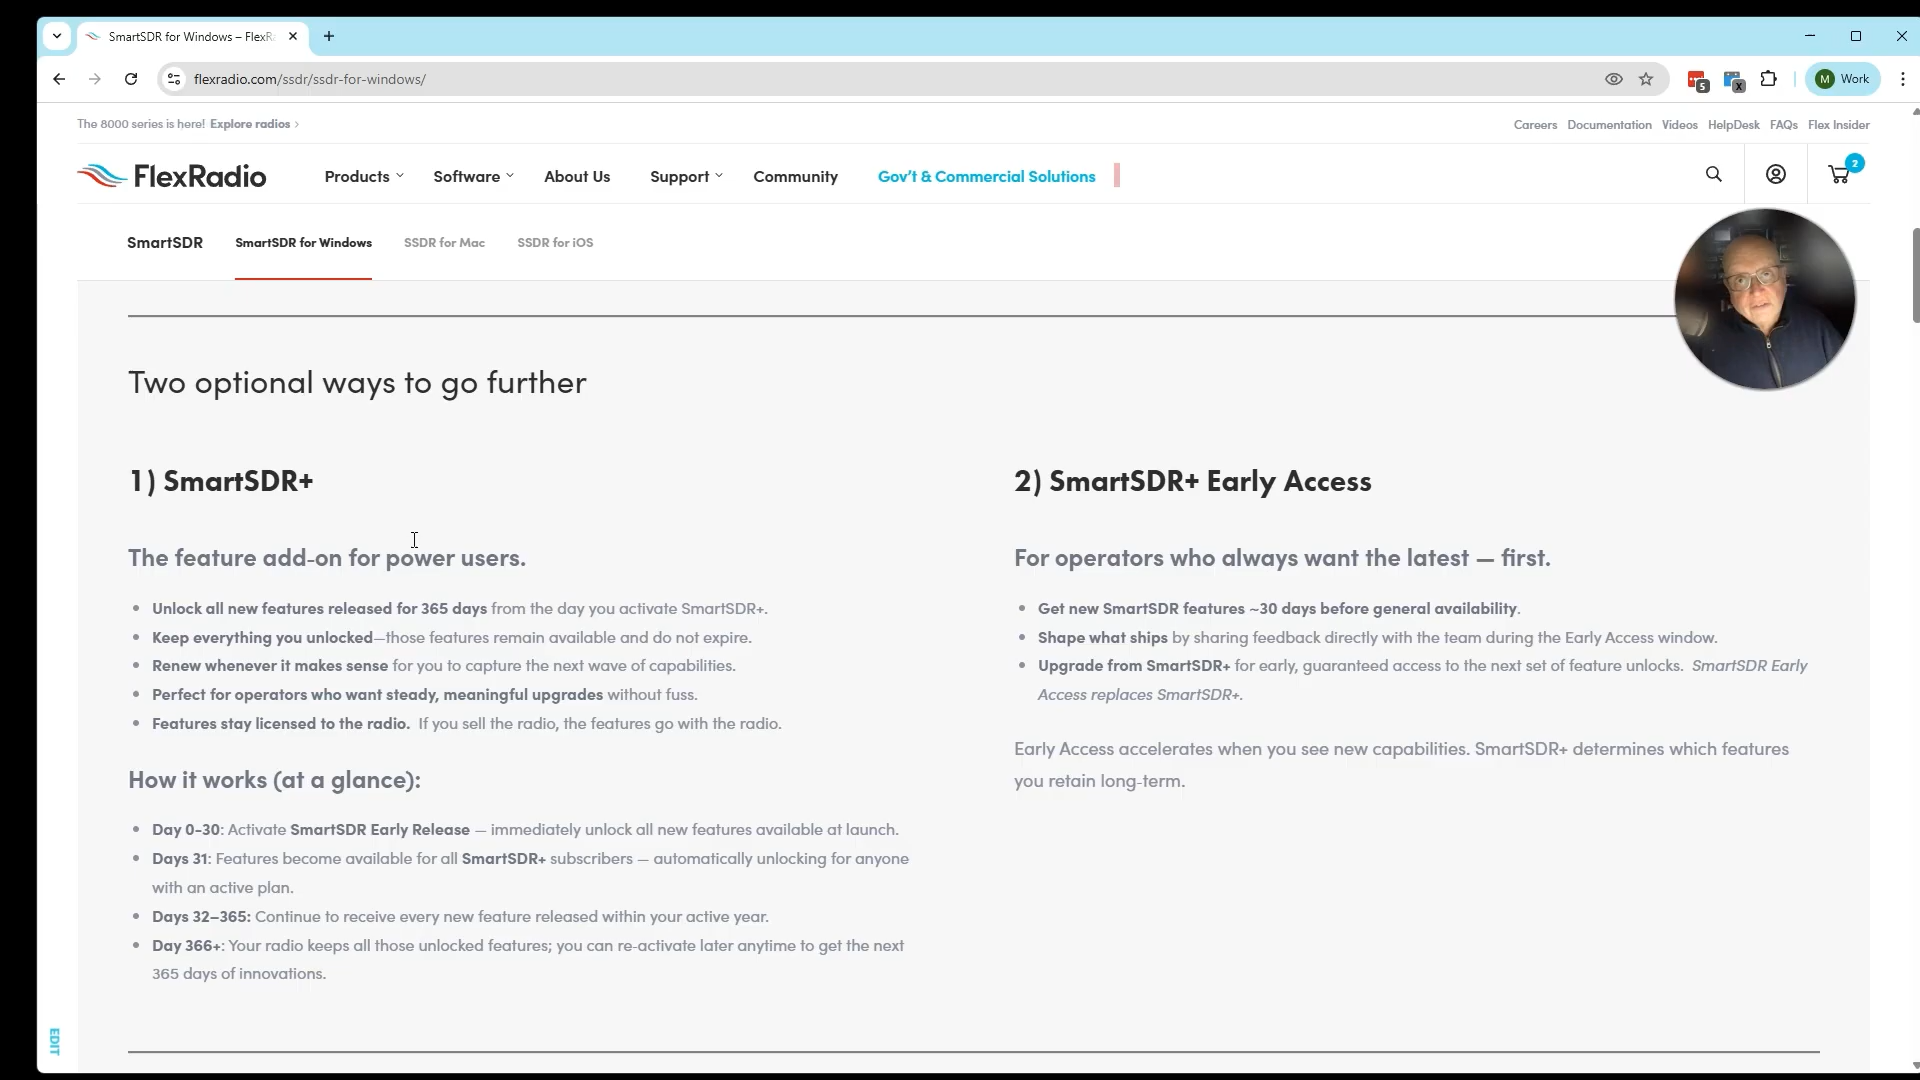 SmartSDR for Windows – FlexR
flexradio.com/ssdr/ssdr-for-windows/
5
X
M Work
The 8000 series is here! Explore radios ›
Careers Documentation Videos HelpDesk FAQs Flex Insider
FlexRadio Products Software About Us Support Community Gov't & Commercial Solutions
2
SmartSDR SmartSDR for Windows SSDR for Mac SSDR for iOS
Two optional ways to go further
1) SmartSDR+
The feature add-on for power users.
• Unlock all new features released for 365 days from the day you activate SmartSDR+.
• Keep everything you unlocked—those features remain available and do not expire.
• Renew whenever it makes sense for you to capture the next wave of capabilities.
• Perfect for operators who want steady, meaningful upgrades without fuss.
• Features stay licensed to the radio. If you sell the radio, the features go with the radio.
How it works (at a glance):
• Day 0-30: Activate SmartSDR Early Release — immediately unlock all new features available at launch.
• Days 31: Features become available for all SmartSDR+ subscribers — automatically unlocking for anyone
with an active plan.
• Days 32–365: Continue to receive every new feature released within your active year.
• Day 366+: Your radio keeps all those unlocked features; you can re-activate later anytime to get the next
365 days of innovations.
2) SmartSDR+ Early Access
For operators who always want the latest — first.
• Get new SmartSDR features ~30 days before general availability.
• Shape what ships by sharing feedback directly with the team during the Early Access window.
• Upgrade from SmartSDR+ for early, guaranteed access to the next set of feature unlocks. SmartSDR Early
Access replaces SmartSDR+.
Early Access accelerates when you see new capabilities. SmartSDR+ determines which features
you retain long-term.
EDIT